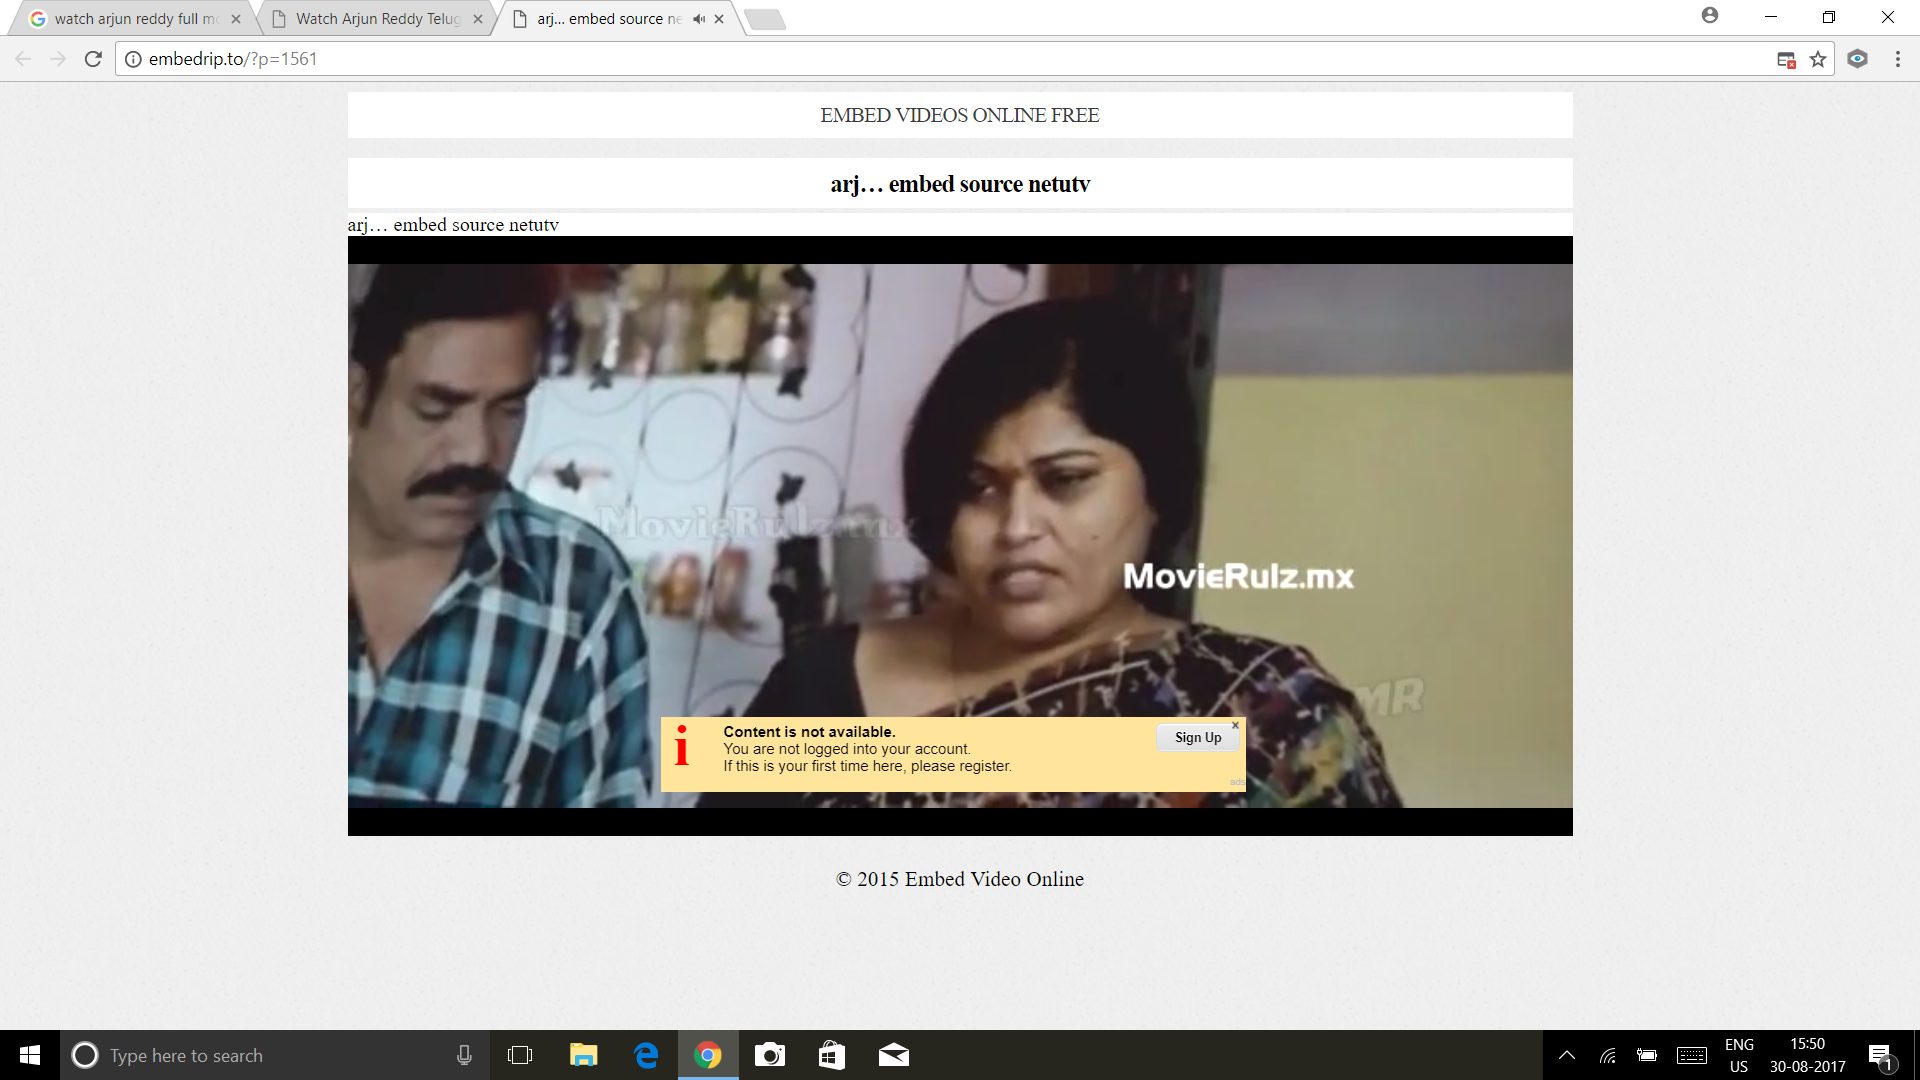 watch arjun reddy full mo
Watch Arjun Reddy Telug
arj... embed source ne
embedrip.to/?p=1561
EMBED VIDEOS ONLINE FREE
arj… embed source netutv
arj… embed source netutv
MovieRulz.mx
MovieRulz.mx
MR
Content is not available.
You are not logged into your account.
If this is your first time here, please register.
Sign Up
ads
© 2015 Embed Video Online
Type here to search
ENG
US
15:50
30-08-2017
1